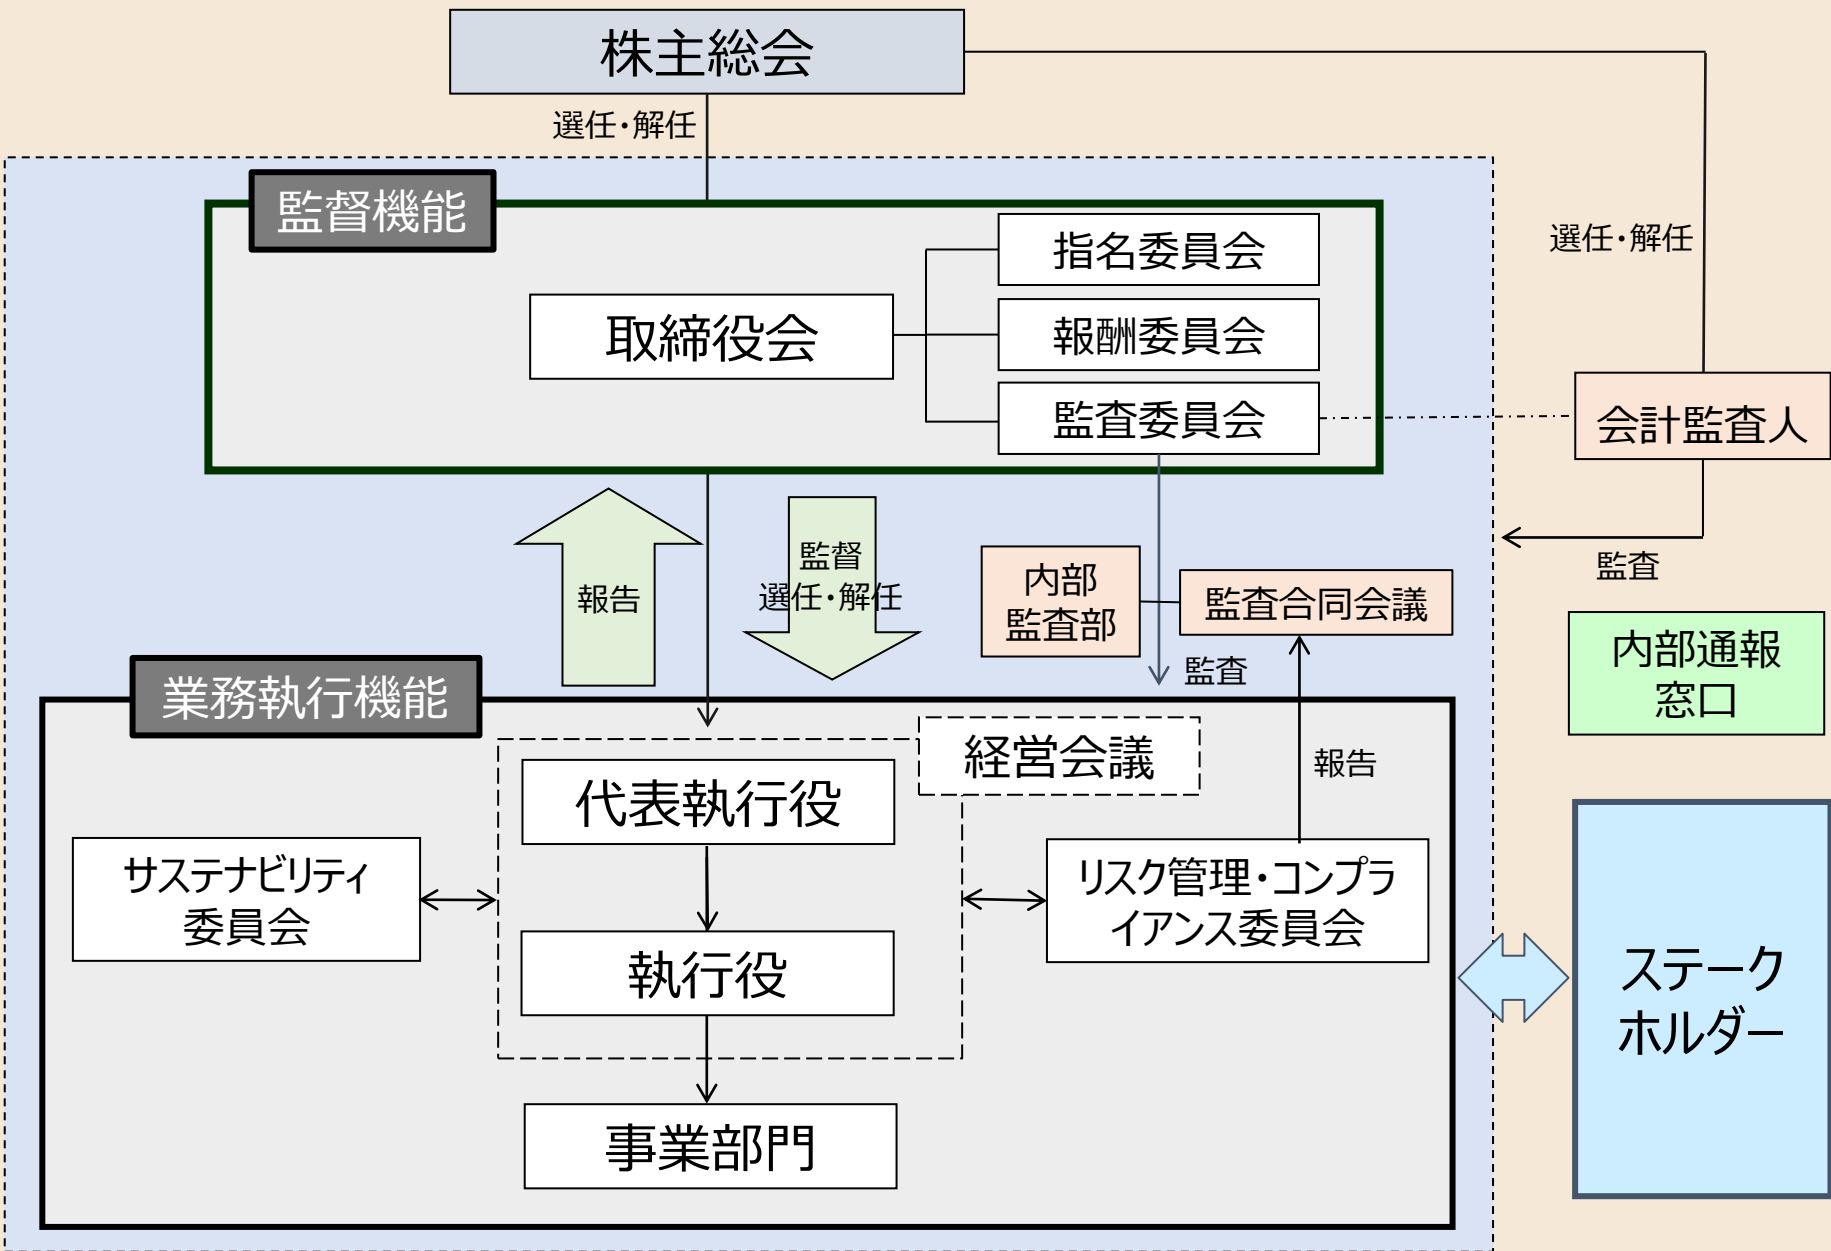 株主総会
選任・解任
監督機能
指名委員会
選任・解任
取締役会
報酬委員会
監査委員会
会計監査人
監督
選任・解任
報告
内部
監査部
監査合同会議
監査
監査
内部通報
窓口
業務執行機能
経営会議
報告
代表執行役
サステナビリティ
委員会
リスク管理・コンプラ
イアンス委員会
執行役
ステーク
ホルダー
事業部門